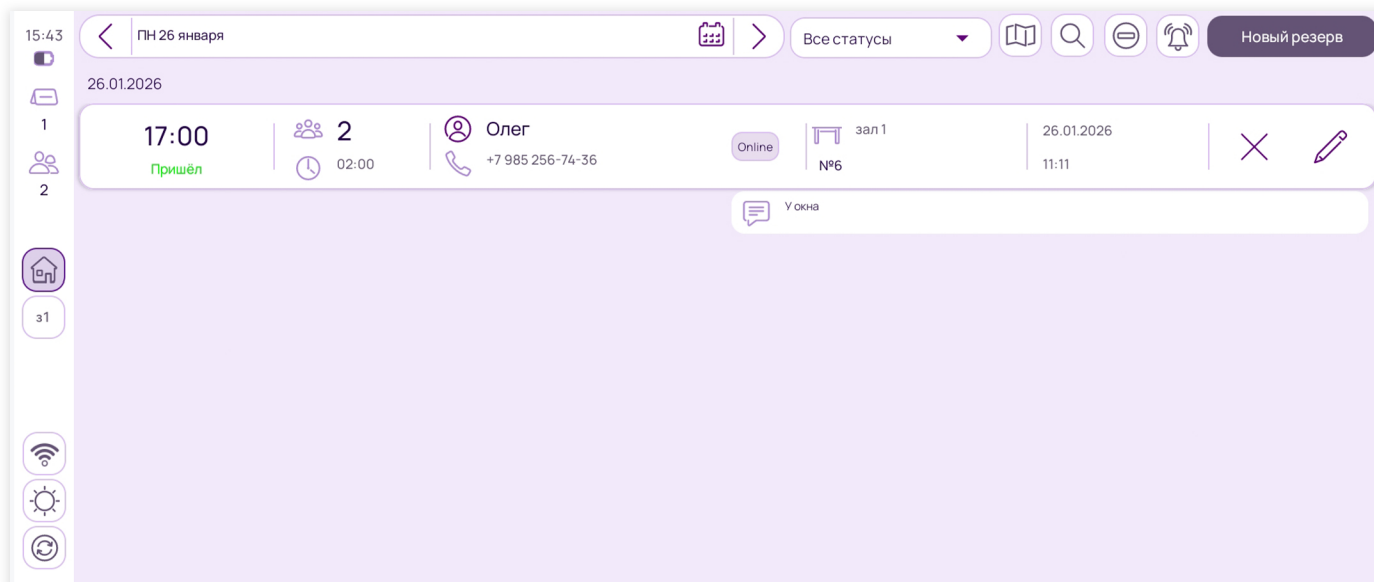 15:43
ПН 26 января
Все статусы
Новый резерв
26.01.2026
1
2
з1
17:00
Пришёл
2
02:00
Олег
+7 985 256-74-36
Online
зал 1
№6
26.01.2026
11:11
У окна